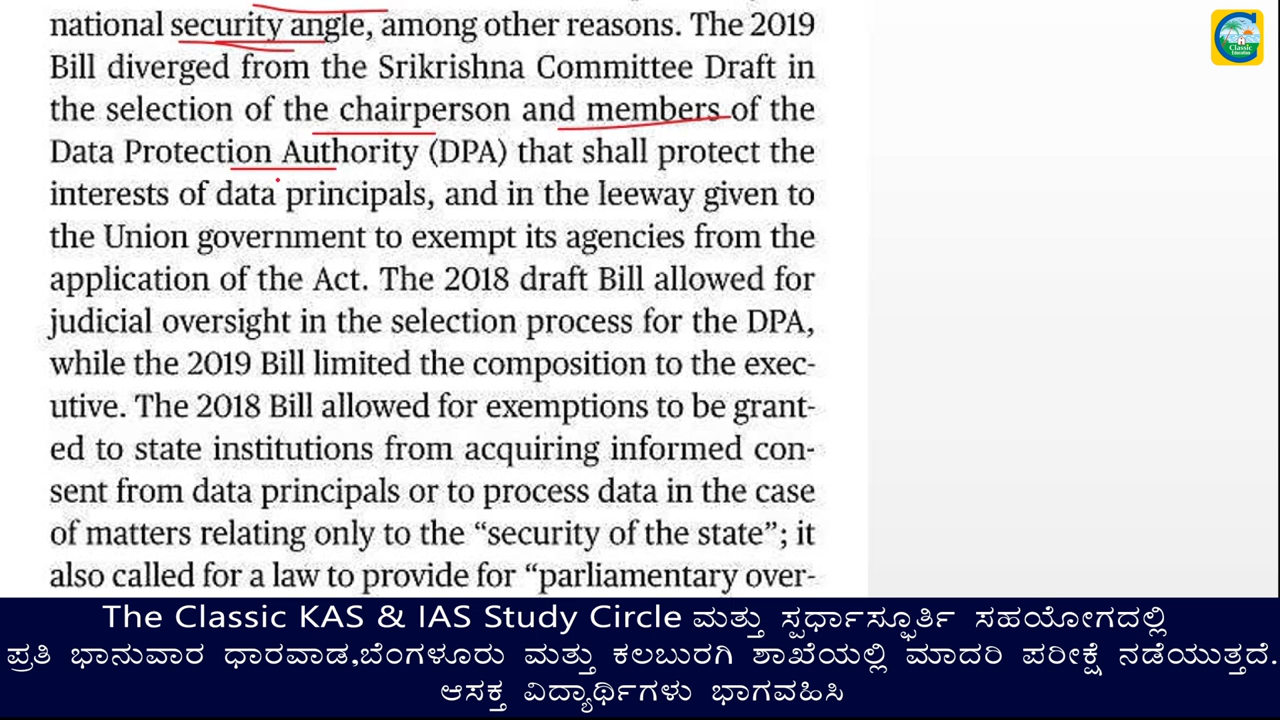 national security angle, among other reasons. The 2019
Bill diverged from the Srikrishna Committee Draft in
the selection of the chairperson and members of the
Data Protection Authority (DPA) that shall protect the
interests of data principals, and in the leeway given to
the Union government to exempt its agencies from the
application of the Act. The 2018 draft Bill allowed for
judicial oversight in the selection process for the DPA,
while the 2019 Bill limited the composition to the exec-
utive. The 2018 Bill allowed for exemptions to be grant-
ed to state institutions from acquiring informed con-
sent from data principals or to process data in the case
of matters relating only to the “security of the state”; it
also called for a law to provide for “parliamentary over-
Classic
Education
The Classic KAS & IAS Study Circle ಮತ್ತು ಸ್ಪರ್ಧಾಸ್ಫೂರ್ತಿ ಸಹಯೋಗದಲ್ಲಿ
ಪ್ರತಿ ಭಾನುವಾರ ಧಾರವಾಡ,ಬೆಂಗಳೂರು ಮತ್ತು ಕಲಬುರಗಿ ಶಾಖೆಯಲ್ಲಿ ಮಾದರಿ ಪರೀಕ್ಷೆ ನಡೆಯುತ್ತದೆ.
ಆಸಕ್ತ ವಿದ್ಯಾರ್ಥಿಗಳು ಭಾಗವಹಿಸಿ